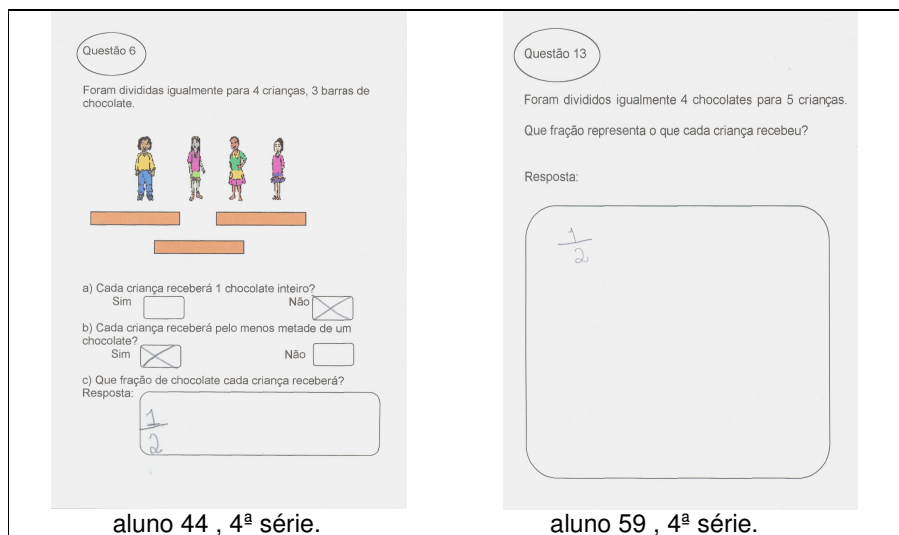 Questão 6
Foram divididas igualmente para 4 crianças, 3 barras de
chocolate.
a) Cada criança receberá 1 chocolate inteiro?
Sim Não
b) Cada criança receberá pelo menos metade de um
chocolate?
Sim Não
c) Que fração de chocolate cada criança receberá?
Resposta:
1
2
aluno 44 , 4ª série.
Questão 13
Foram divididos igualmente 4 chocolates para 5 crianças.
Que fração representa o que cada criança recebeu?
Resposta:
1
2
aluno 59 , 4ª série.